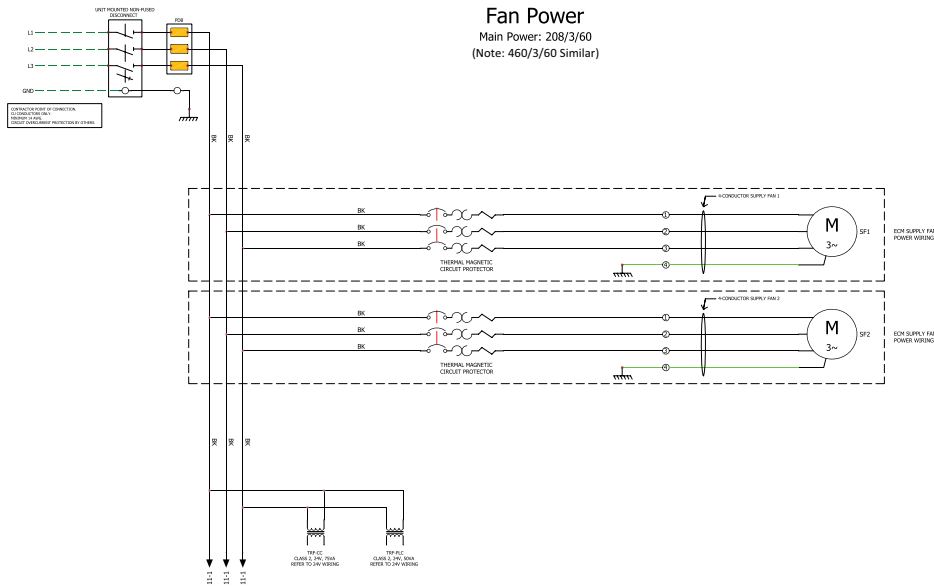 Fan Power
Main Power: 208/3/60
(Note: 460/3/60 Similar)
UNIT MOUNTED NON-FUSED
DISCONNECT
PDB
L1
L2
L3
GND
CONTRACTOR POINT OF CONNECTION.
CU CONDUCTORS ONLY.
MINIMUM 14 AWG.
CIRCUIT OVERCURRENT PROTECTION BY OTHERS.
BK
BK
BK
4-CONDUCTOR SUPPLY FAN 1
BK
1
BK
2
BK
3
4
M
3~
SF1
ECM SUPPLY FAN
POWER WIRING
THERMAL MAGNETIC
CIRCUIT PROTECTOR
4-CONDUCTOR SUPPLY FAN 2
BK
1
BK
2
BK
3
4
M
3~
SF2
ECM SUPPLY FAN
POWER WIRING
THERMAL MAGNETIC
CIRCUIT PROTECTOR
BK
BK
BK
TRF-CC
CLASS 2, 24V, 75VA
REFER TO 24V WIRING
TRF-PLC
CLASS 2, 24V, 50VA
REFER TO 24V WIRING
11-1
11-1
11-1